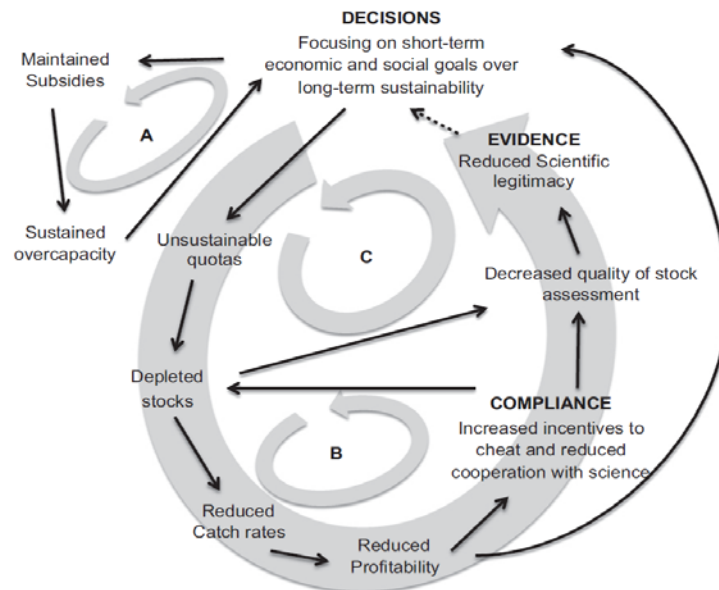 DECISIONS
Focusing on short-term
economic and social goals over
long-term sustainability
Maintained
Subsidies
A
EVIDENCE
Reduced Scientific
legitimacy
Sustained
overcapacity
Unsustainable
quotas
C
Decreased quality of stock
assessment
Depleted
stocks
COMPLIANCE
Increased incentives to
cheat and reduced
cooperation with science
B
Reduced
Catch rates
Reduced
Profitability